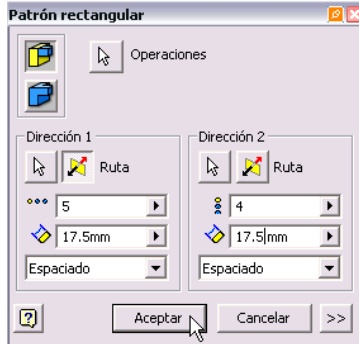 Patrón rectangular
Operaciones
Dirección 1
Dirección 2
Ruta
Ruta
5
4
17.5mm
17.5mm
Espaciado
Espaciado
?
Aceptar
Cancelar
>>